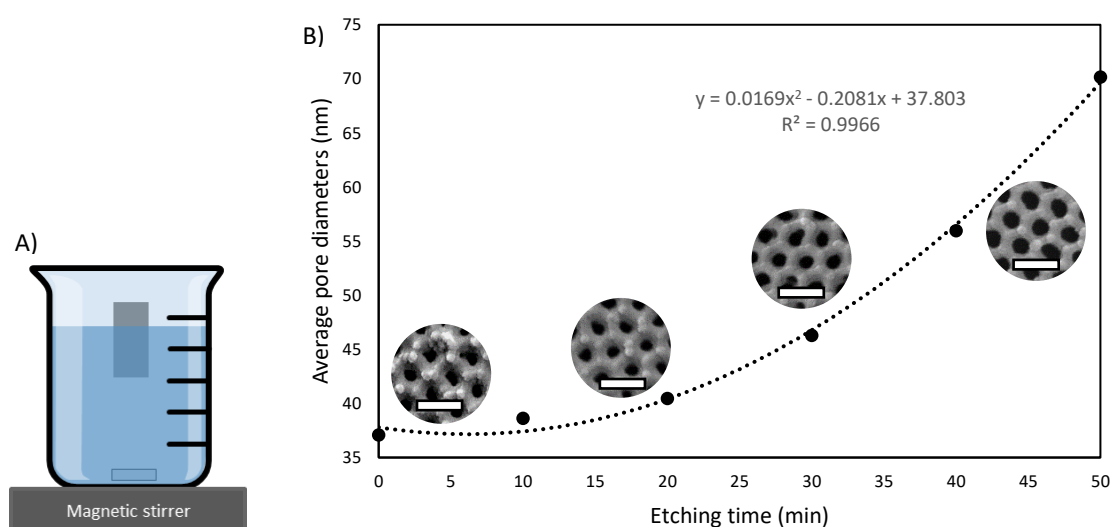 A)
Magnetic stirrer
B)
Average pore diameters (nm)
75
70
65
60
55
50
45
40
35
y = 0.0169x² - 0.2081x + 37.803
R² = 0.9966
0 5 10 15 20 25 30 35 40 45 50
Etching time (min)